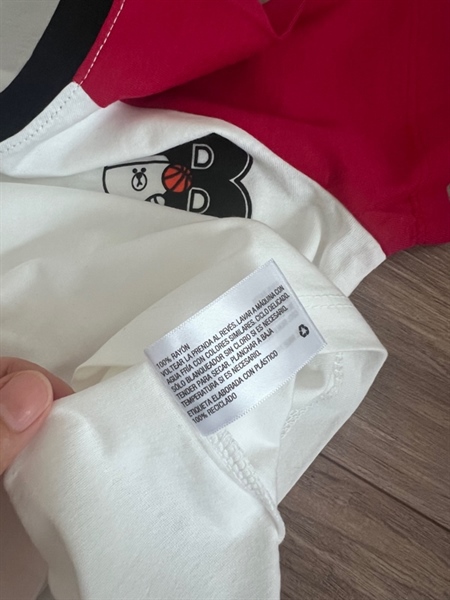 D
B
D
100% RAYÓN
VOLTEAR LA PRENDA AL REVÉS. LAVAR A MÁQUINA CON
AGUA FRÍA CON COLORES SIMILARES. CICLO DELICADO.
SÓLO BLANQUEADOR SIN CLORO SI ES NECESARIO.
TENDER PARA SECAR. PLANCHAR A BAJA
TEMPERATURA SI ES NECESARIO.
ETIQUETA ELABORADA CON PLÁSTICO
100% RECICLADO